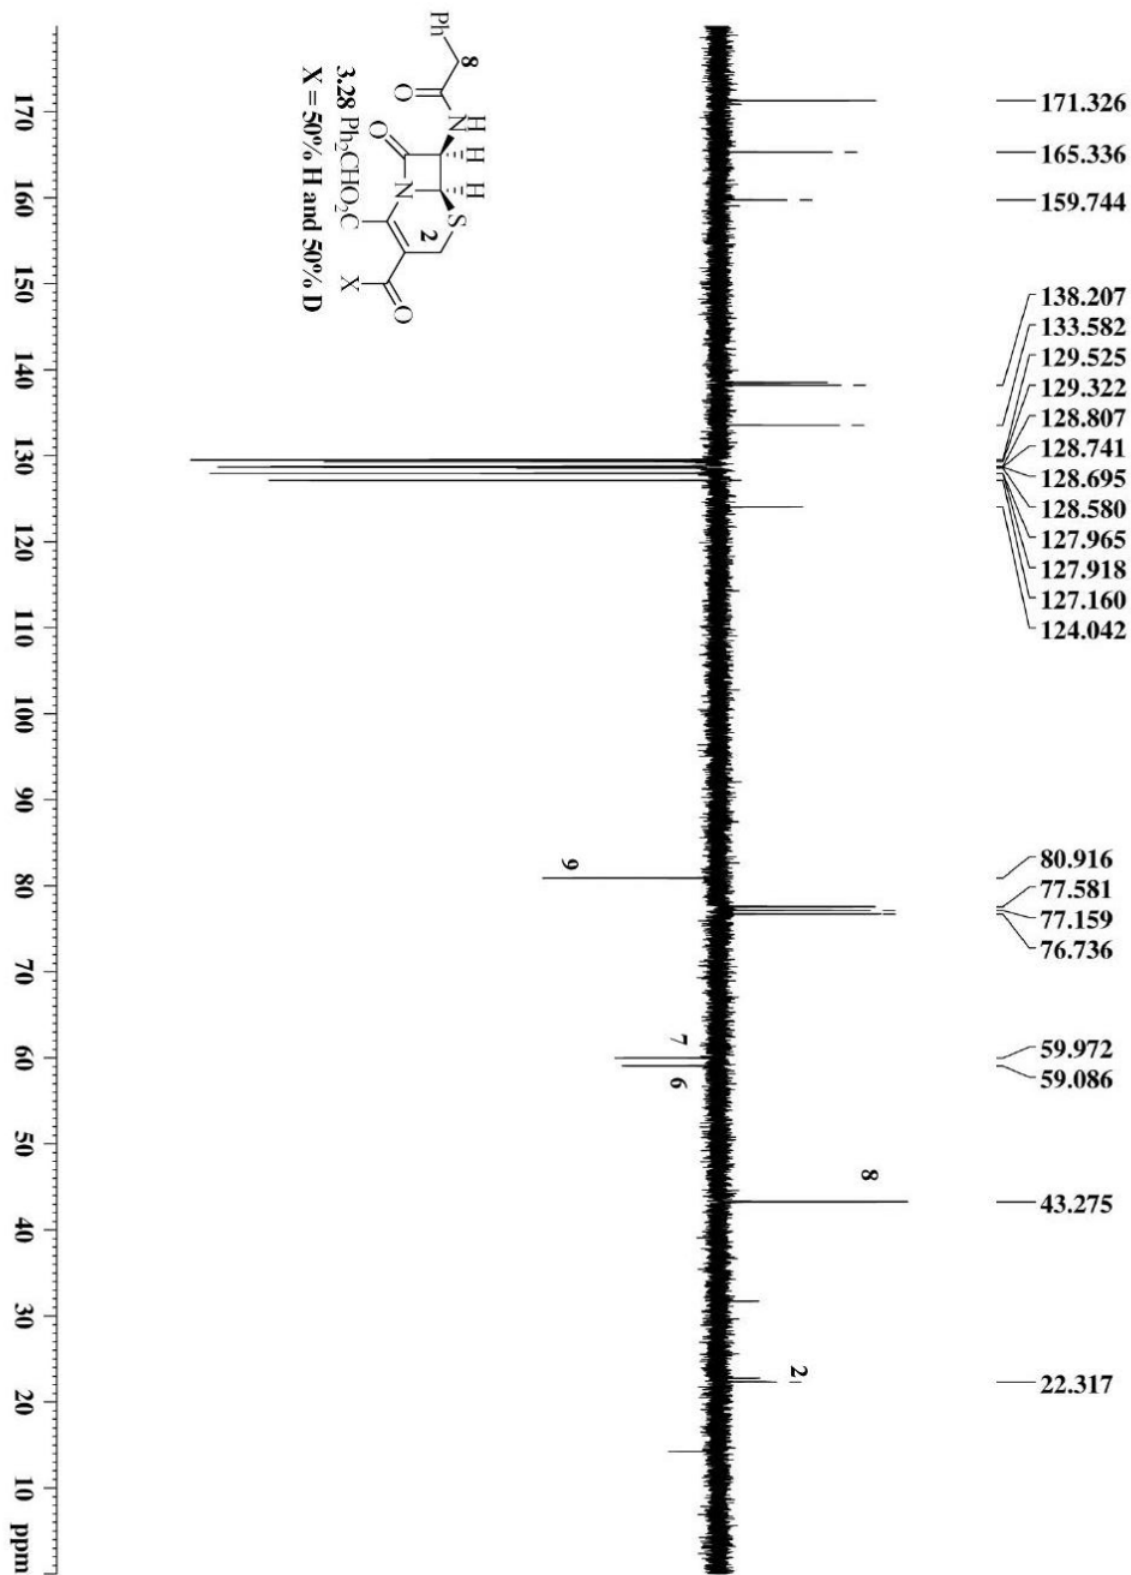 171.326
165.336
159.744
138.207
133.582
129.525
129.322
128.807
128.741
128.695
128.580
127.965
127.918
127.160
124.042
80.916
77.581
77.159
76.736
59.972
59.086
43.275
22.317
Ph
8
O
N
H
H
H
O
N
S
2
3.28 Ph₂CHO₂C
X
O
X = 50% H and 50% D
9
7
6
8
2
170 160 150 140 130 120 110 100 90 80 70 60 50 40 30 20 10 ppm